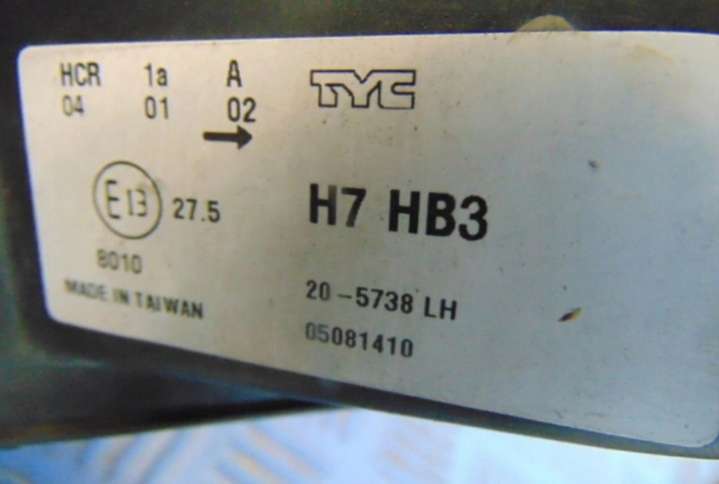 HCR 1a A
04 01 02
TYC
E13 27.5
H7 HB3
8010
MADE IN TAIWAN
20-5738 LH
05081410